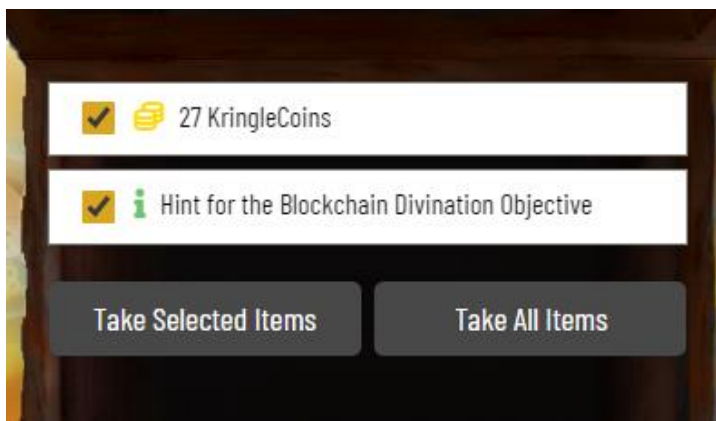 27 KringleCoins
Hint for the Blockchain Divination Objective
Take Selected Items
Take All Items